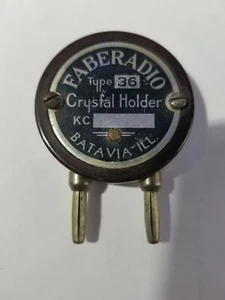 FABERADIO
Type 36
Crystal Holder
KC
BATAVIA-ILL.